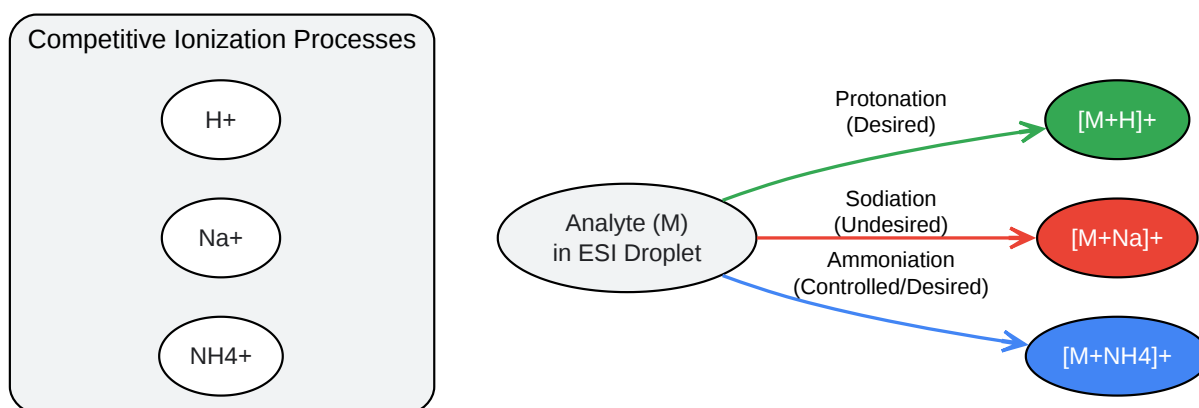 Competitive Ionization Processes
H+
Na+
NH4+
Analyte (M)
in ESI Droplet
Protonation
(Desired)
[M+H]+
Sodiation
(Undesired)
[M+Na]+
Ammoniation
(Controlled/Desired)
[M+NH4]+